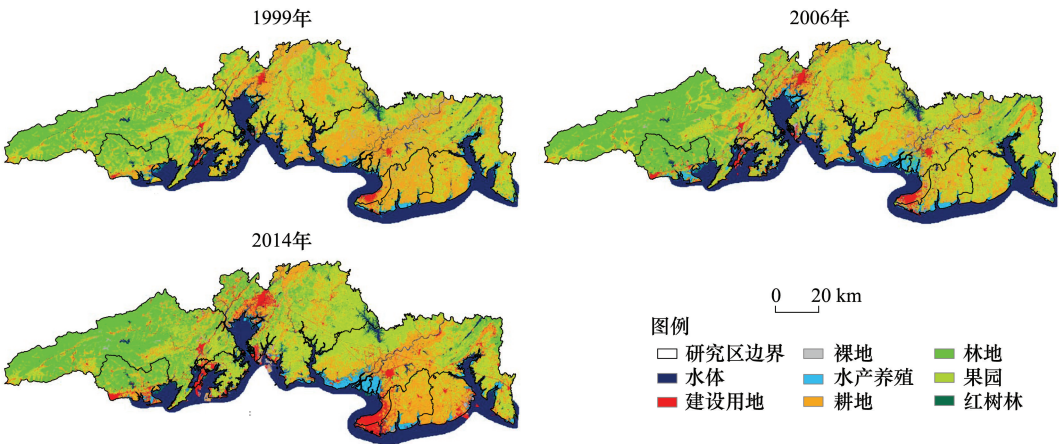 1999年
2006年
2014年
0 20 km
图例
研究区边界 裸地 林地
水体 水产养殖 果园
建设用地 耕地 红树林